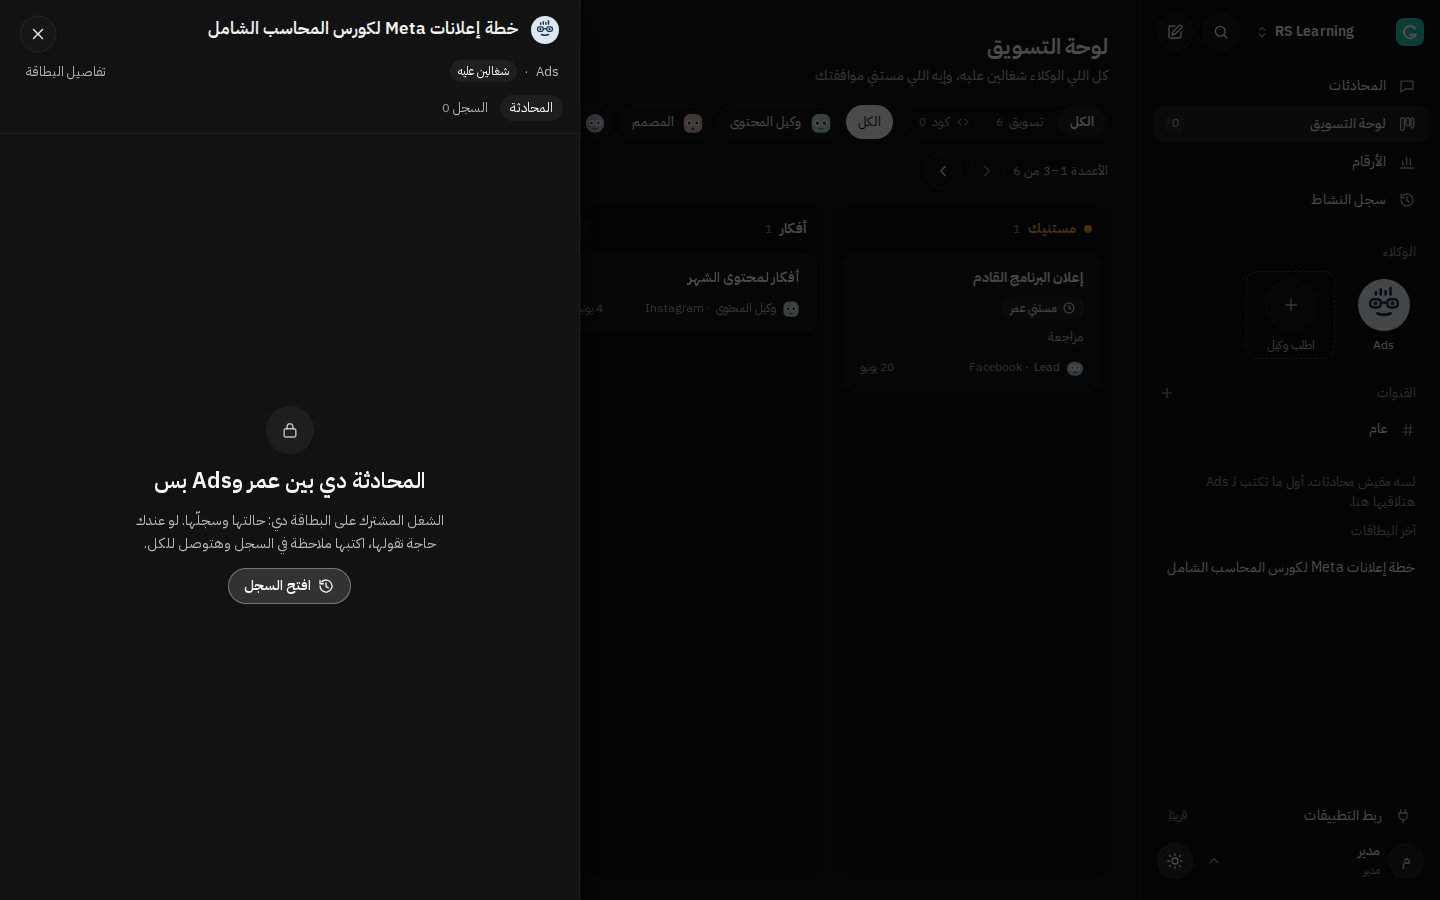 RS Learning
المحادثات
لوحة التسويق 0
الأرقام
سجل النشاط
الوكلاء
Ads
اطلب وكيل
القنوات
عام
لسه مفيش محادثات. أول ما تكتب لـ Ads
هتلاقيها هنا.
آخر البطاقات
خطة إعلانات Meta لكورس المحاسب الشامل
ربط التطبيقات قريبًا
م
مدير
مدير
لوحة التسويق
كل اللي الوكلاء شغالين عليه، وإيه اللي مستني موافقتك
الكل تسويق 6 كود 0 الكل وكيل المحتوى المصمم
الأعمدة 1–3 من 6
مستنيك 1
إعلان البرنامج القادم
مستني عمر
مراجعة
Facebook · Lead 20 يونيو
أفكار 1
أفكار لمحتوى الشهر
وكيل المحتوى · Instagram
خطة إعلانات Meta لكورس المحاسب الشامل
Ads · شغالين عليه تفاصيل البطاقة
المحادثة السجل 0
المحادثة دي بين عمر وAds بس
الشغل المشترك على البطاقة دي: حالتها وسجلّها. لو عندك
حاجة تقولها، اكتبها ملاحظة في السجل وهتوصل للكل.
افتح السجل